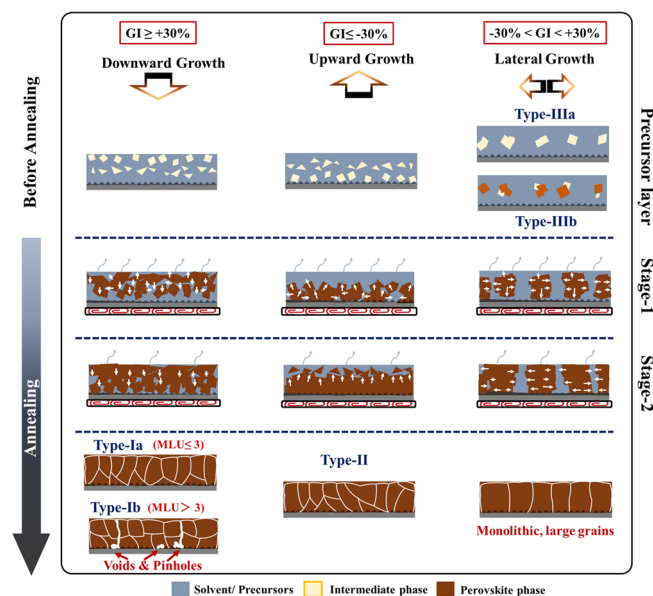 GI ≥ +30%
GI≤ -30%
-30% < GI < +30%
Downward Growth
Upward Growth
Lateral Growth
Before Annealing
Annealing
Type-IIIa
Type-IIIb
Precursor layer
Stage-1
Stage-2
Type-Ia (MLU≤ 3)
Type-Ib (MLU> 3)
Voids & Pinholes
Type-II
Monolithic, large grains
Solvent/ Precursors
Intermediate phase
Perovskite phase